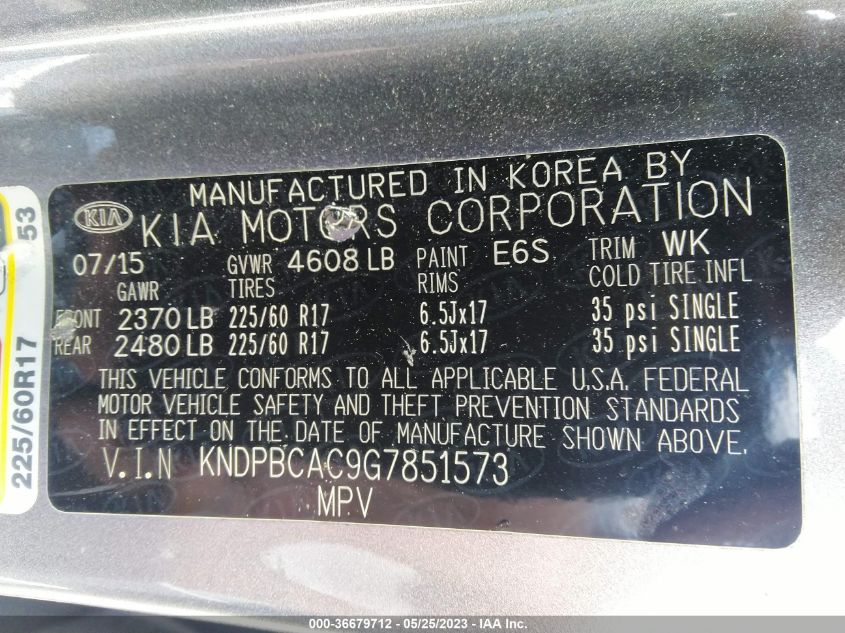 MANUFACTURED IN KOREA BY
KIA KIA MOTORS CORPORATION
07/15 GVWR 4608 LB PAINT E6S TRIM WK
GAWR TIRES RIMS COLD TIRE INFL
FRONT 2370 LB 225/60 R17 6.5Jx17 35 psi SINGLE
REAR 2480 LB 225/60 R17 6.5Jx17 35 psi SINGLE
THIS VEHICLE CONFORMS TO ALL APPLICABLE U.S.A. FEDERAL
MOTOR VEHICLE SAFETY AND THEFT PREVENTION STANDARDS
IN EFFECT ON THE DATE OF MANUFACTURE SHOWN ABOVE.
V.I.N KNDPBCAC9G7851573
MPV
53
225/60R17
000-36679712 - 05/25/2023 - IAA Inc.